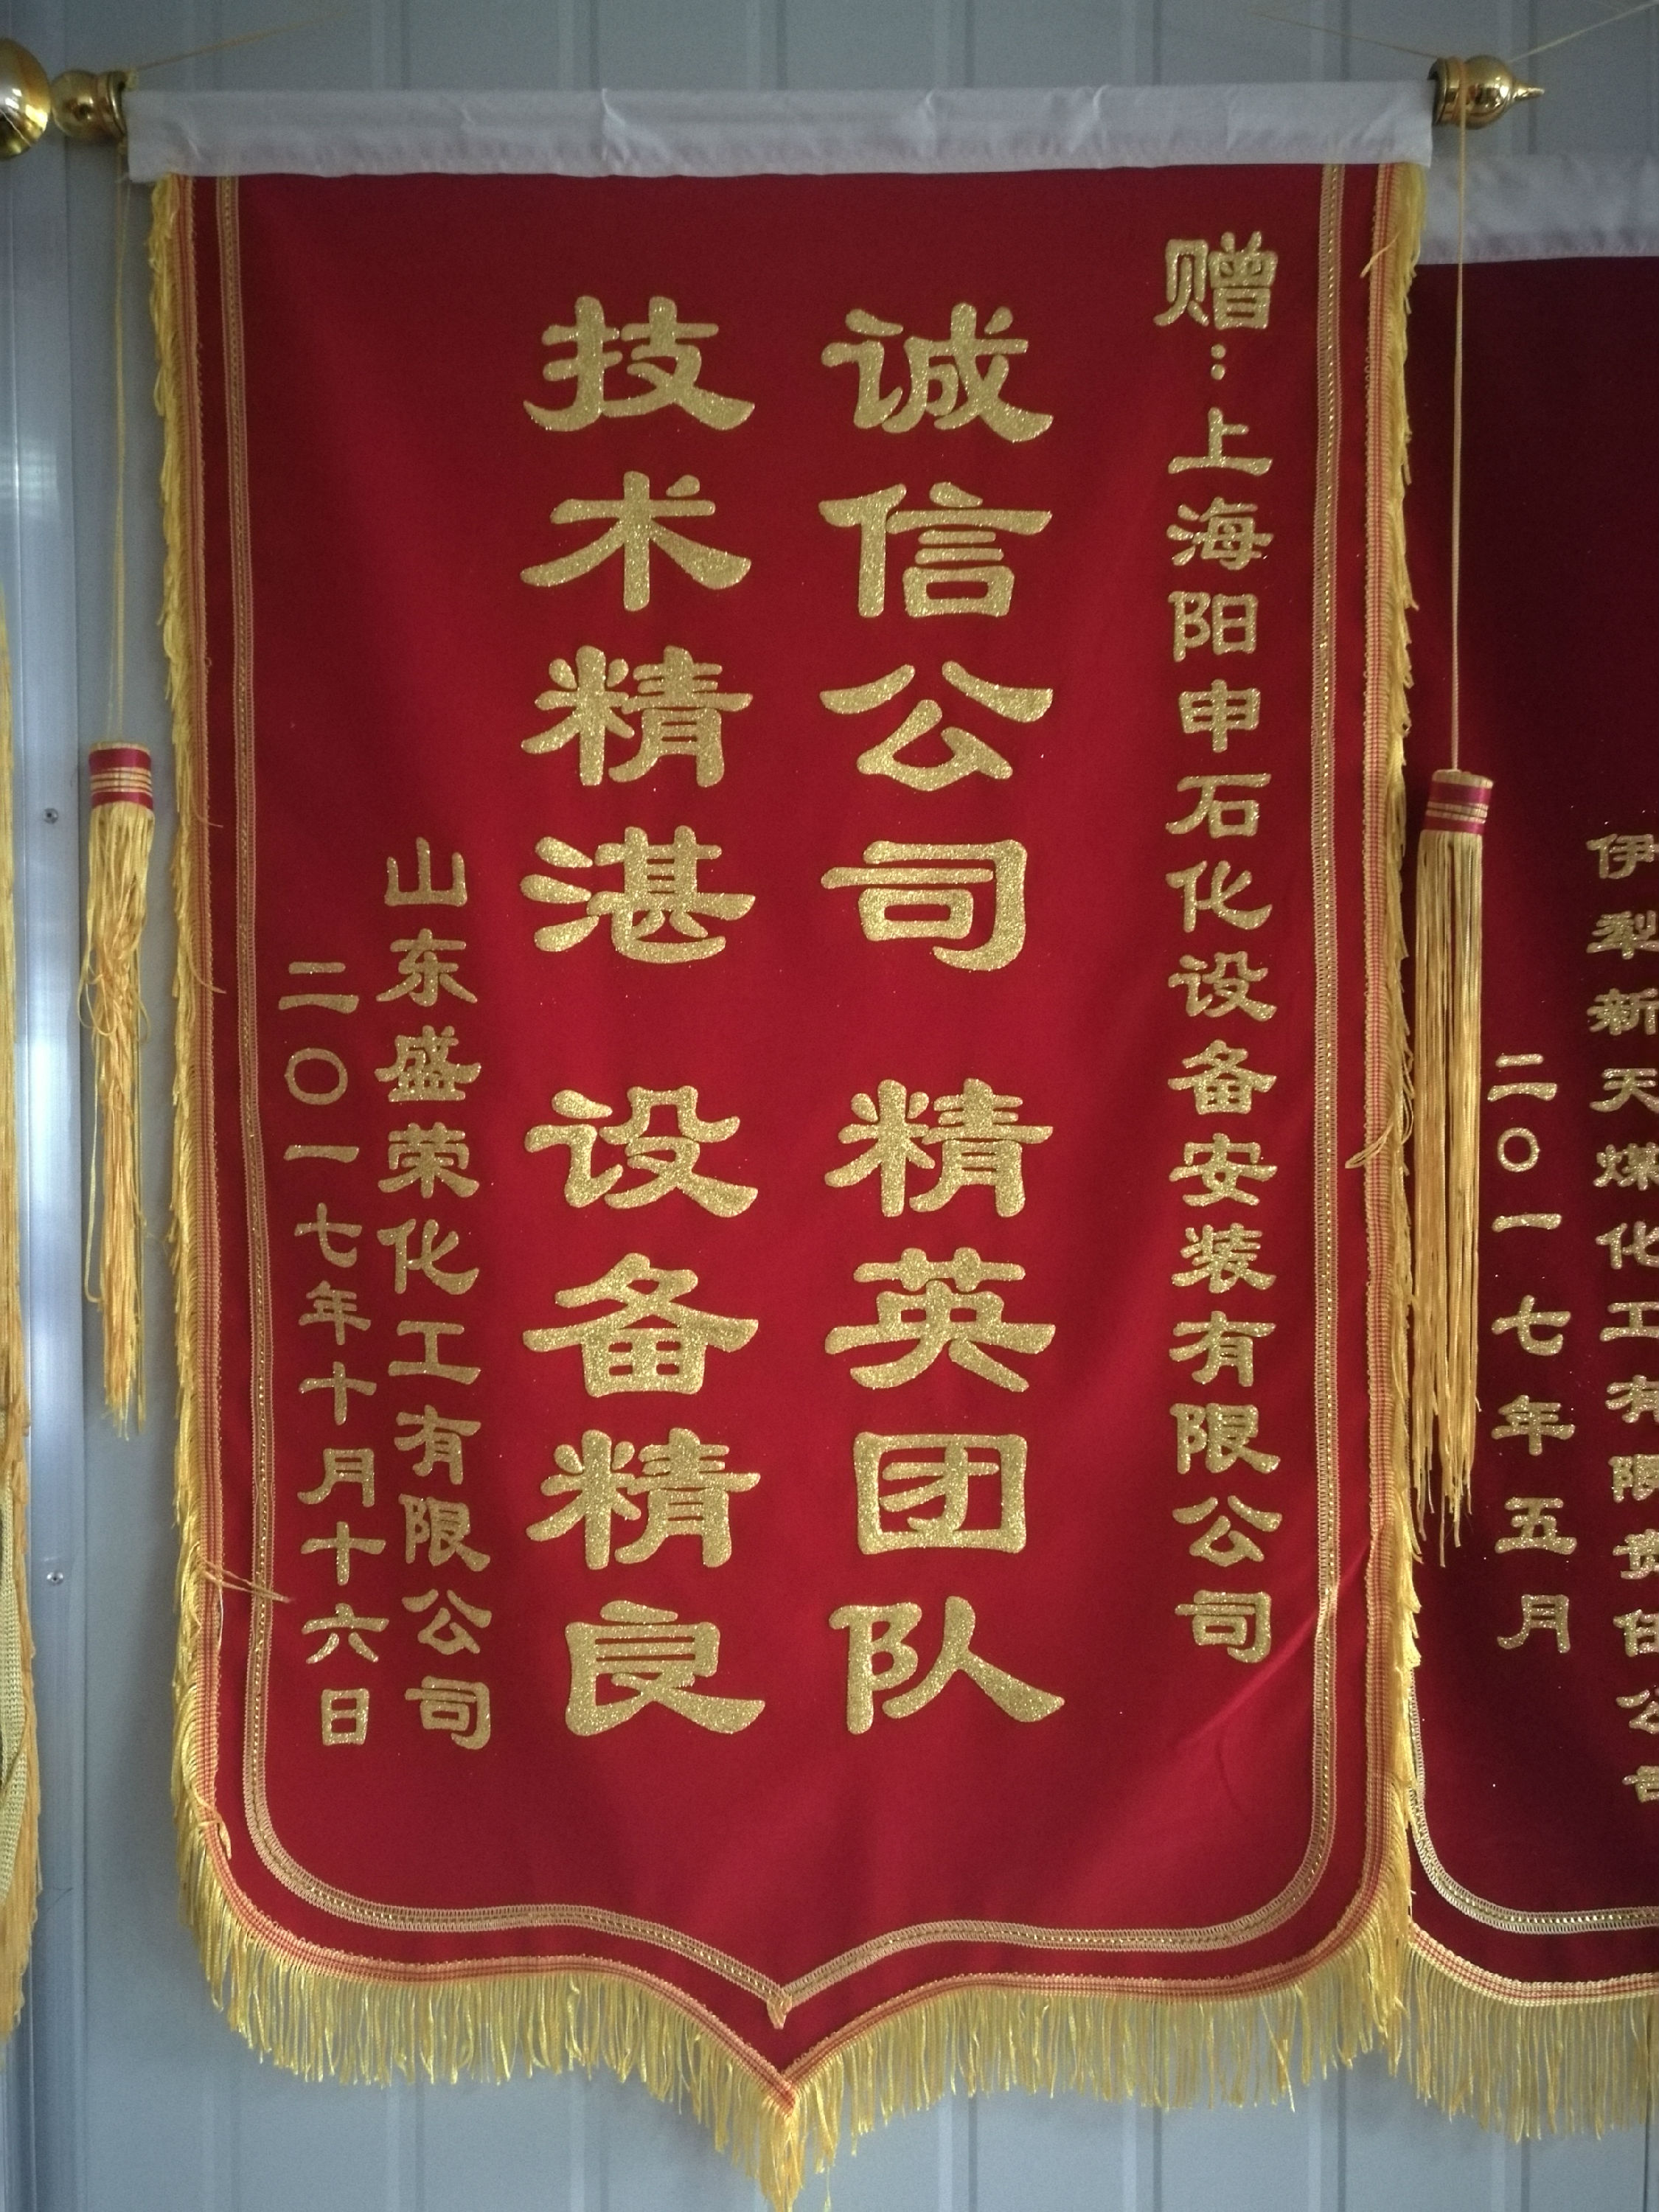 赠：上海阳申石化设备安装有限公司
诚信公司 精英团队
技术精湛 设备精良
山东盛荣化工有限公司
二〇一七年十月十六日
伊犁新天煤化工有限责任公司
二〇一七年五月